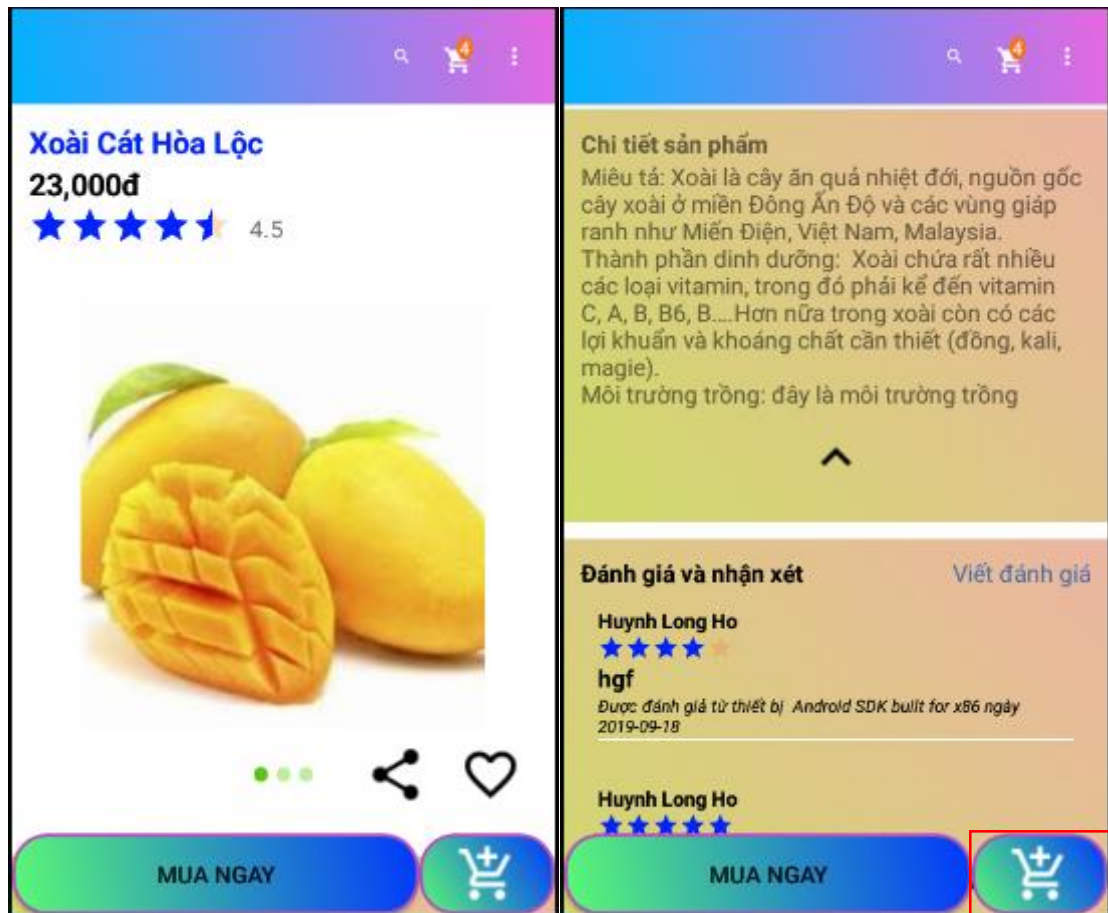 4
Xoài Cát Hòa Lộc
23,000đ
4.5
MUA NGAY
4
Chi tiết sản phẩm
Miêu tả: Xoài là cây ăn quả nhiệt đới, nguồn gốc
cây xoài ở miền Đông Ấn Độ và các vùng giáp
ranh như Miến Điện, Việt Nam, Malaysia.
Thành phần dinh dưỡng: Xoài chứa rất nhiều
các loại vitamin, trong đó phải kể đến vitamin
C, A, B, B6, B....Hơn nữa trong xoài còn có các
lợi khuẩn và khoáng chất cần thiết (đồng, kali,
magie).
Môi trường trồng: đây là môi trường trồng
Đánh giá và nhận xét
Viết đánh giá
Huynh Long Ho
hgf
Được đánh giá từ thiết bị Android SDK built for x86 ngày
2019-09-18
Huynh Long Ho
MUA NGAY